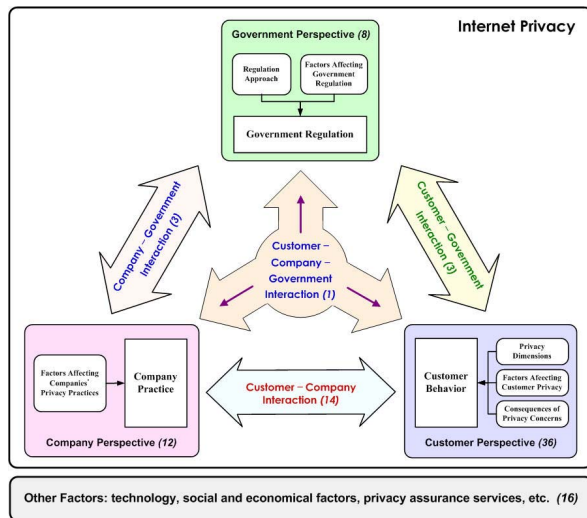 Internet Privacy
Government Perspective (8)
Regulation
Approach
Factors Affecting
Government
Regulation
Government Regulation
Company – Government
Interaction (3)
Customer – Government
Interaction (3)
Customer –
Company –
Government
Interaction (1)
Factors Affecting
Companies'
Privacy Practices
Company
Practice
Company Perspective (12)
Customer – Company
Interaction (14)
Customer
Behavior
Privacy
Dimensions
Factors Affecting
Customer Privacy
Consequences of
Privacy Concerns
Customer Perspective (36)
Other Factors: technology, social and economical factors, privacy assurance services, etc. (16)